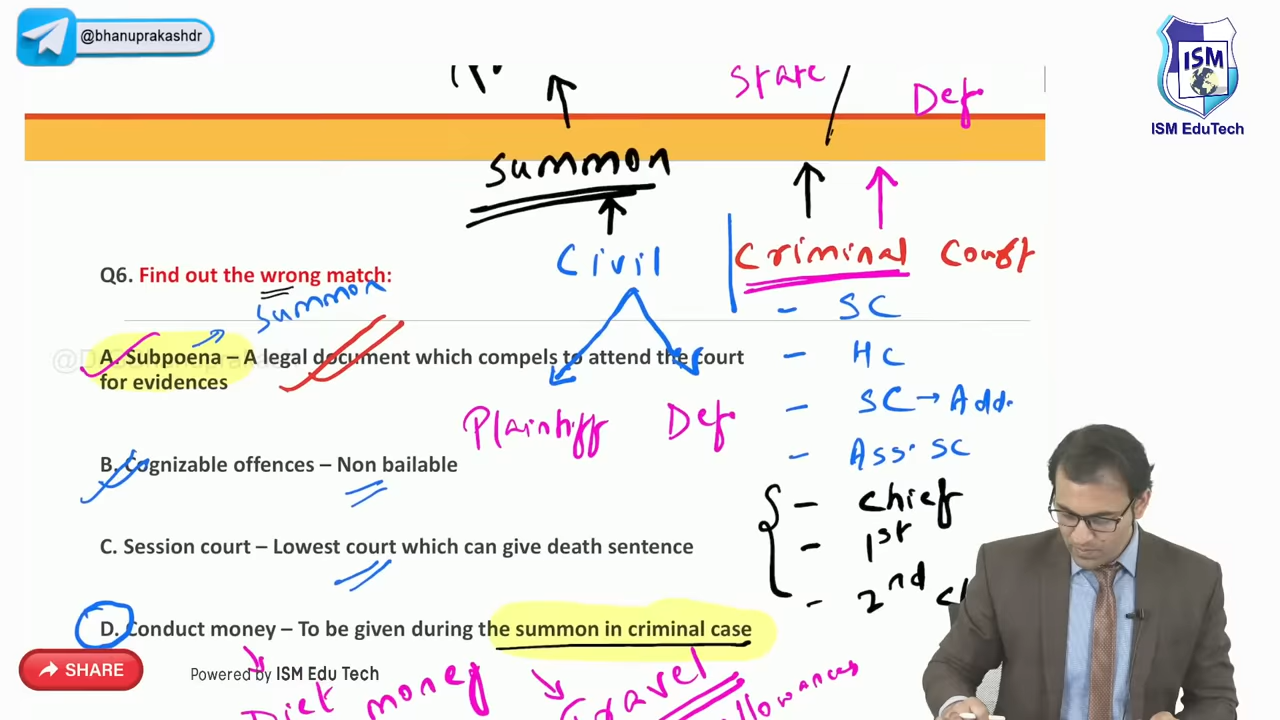 @bhanuprakashdr
ISM
ISM EduTech
State / Def.
Summon
Civil
Criminal Court
Q6. Find out the wrong match:
Summon
- SC
A. Subpoena – A legal document which compels to attend the court
for evidences
- HC
Plaintiff Def.
- SC → Add.
B. Cognizable offences – Non bailable
- Ass. SC
- chief
- 1st
C. Session court – Lowest court which can give death sentence
- 2nd
D. Conduct money – To be given during the summon in criminal case
SHARE
Powered by ISM Edu Tech
Diet money
Travel
allowances